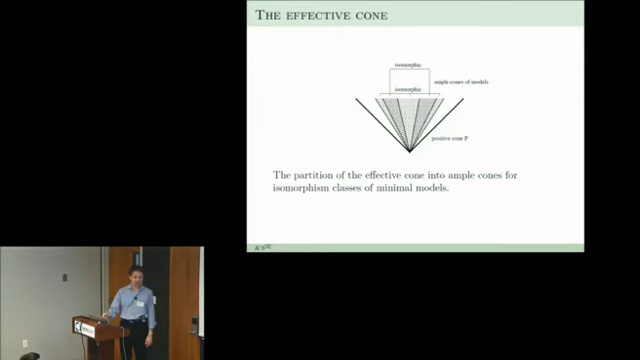 The effective cone
isomorphic
ample cones of models
isomorphic
positive cone P
The partition of the effective cone into ample cones for
isomorphism classes of minimal models.